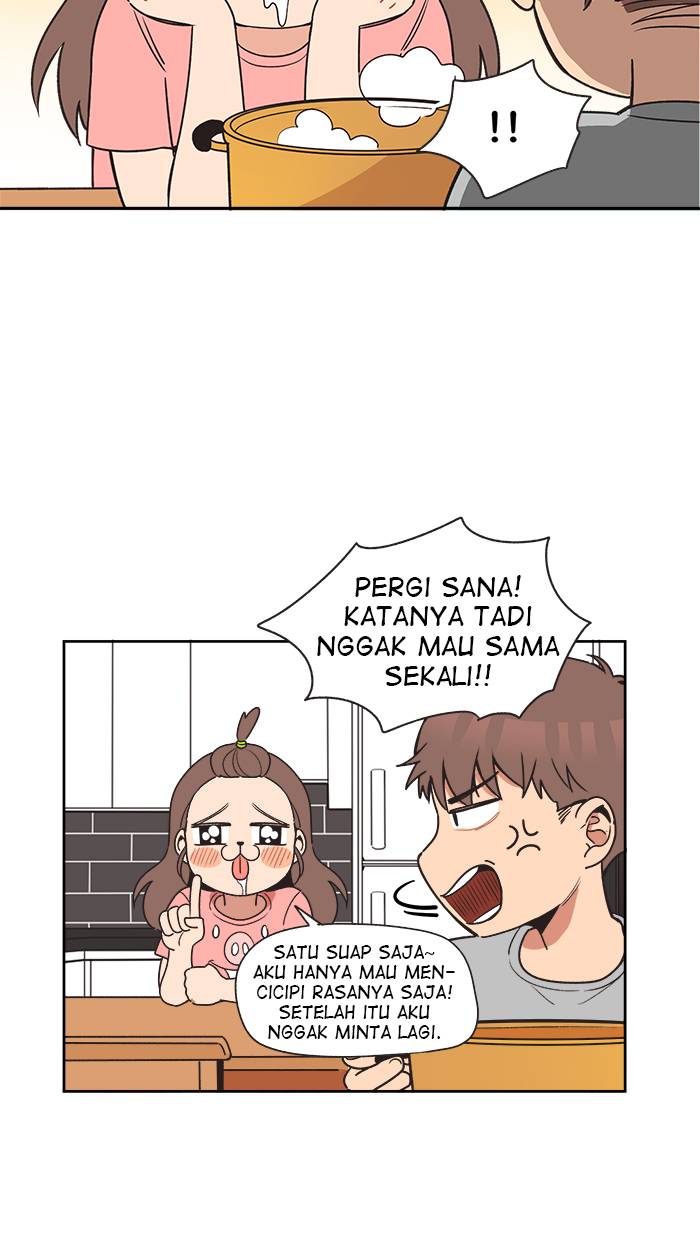 !!
PERGI SANA!
KATANYA TADI
NGGAK MAU SAMA
SEKALI!!
SATU SUAP SAJA~
AKU HANYA MAU MEN-
CICIPI RASANYA SAJA!
SETELAH ITU AKU
NGGAK MINTA LAGI.